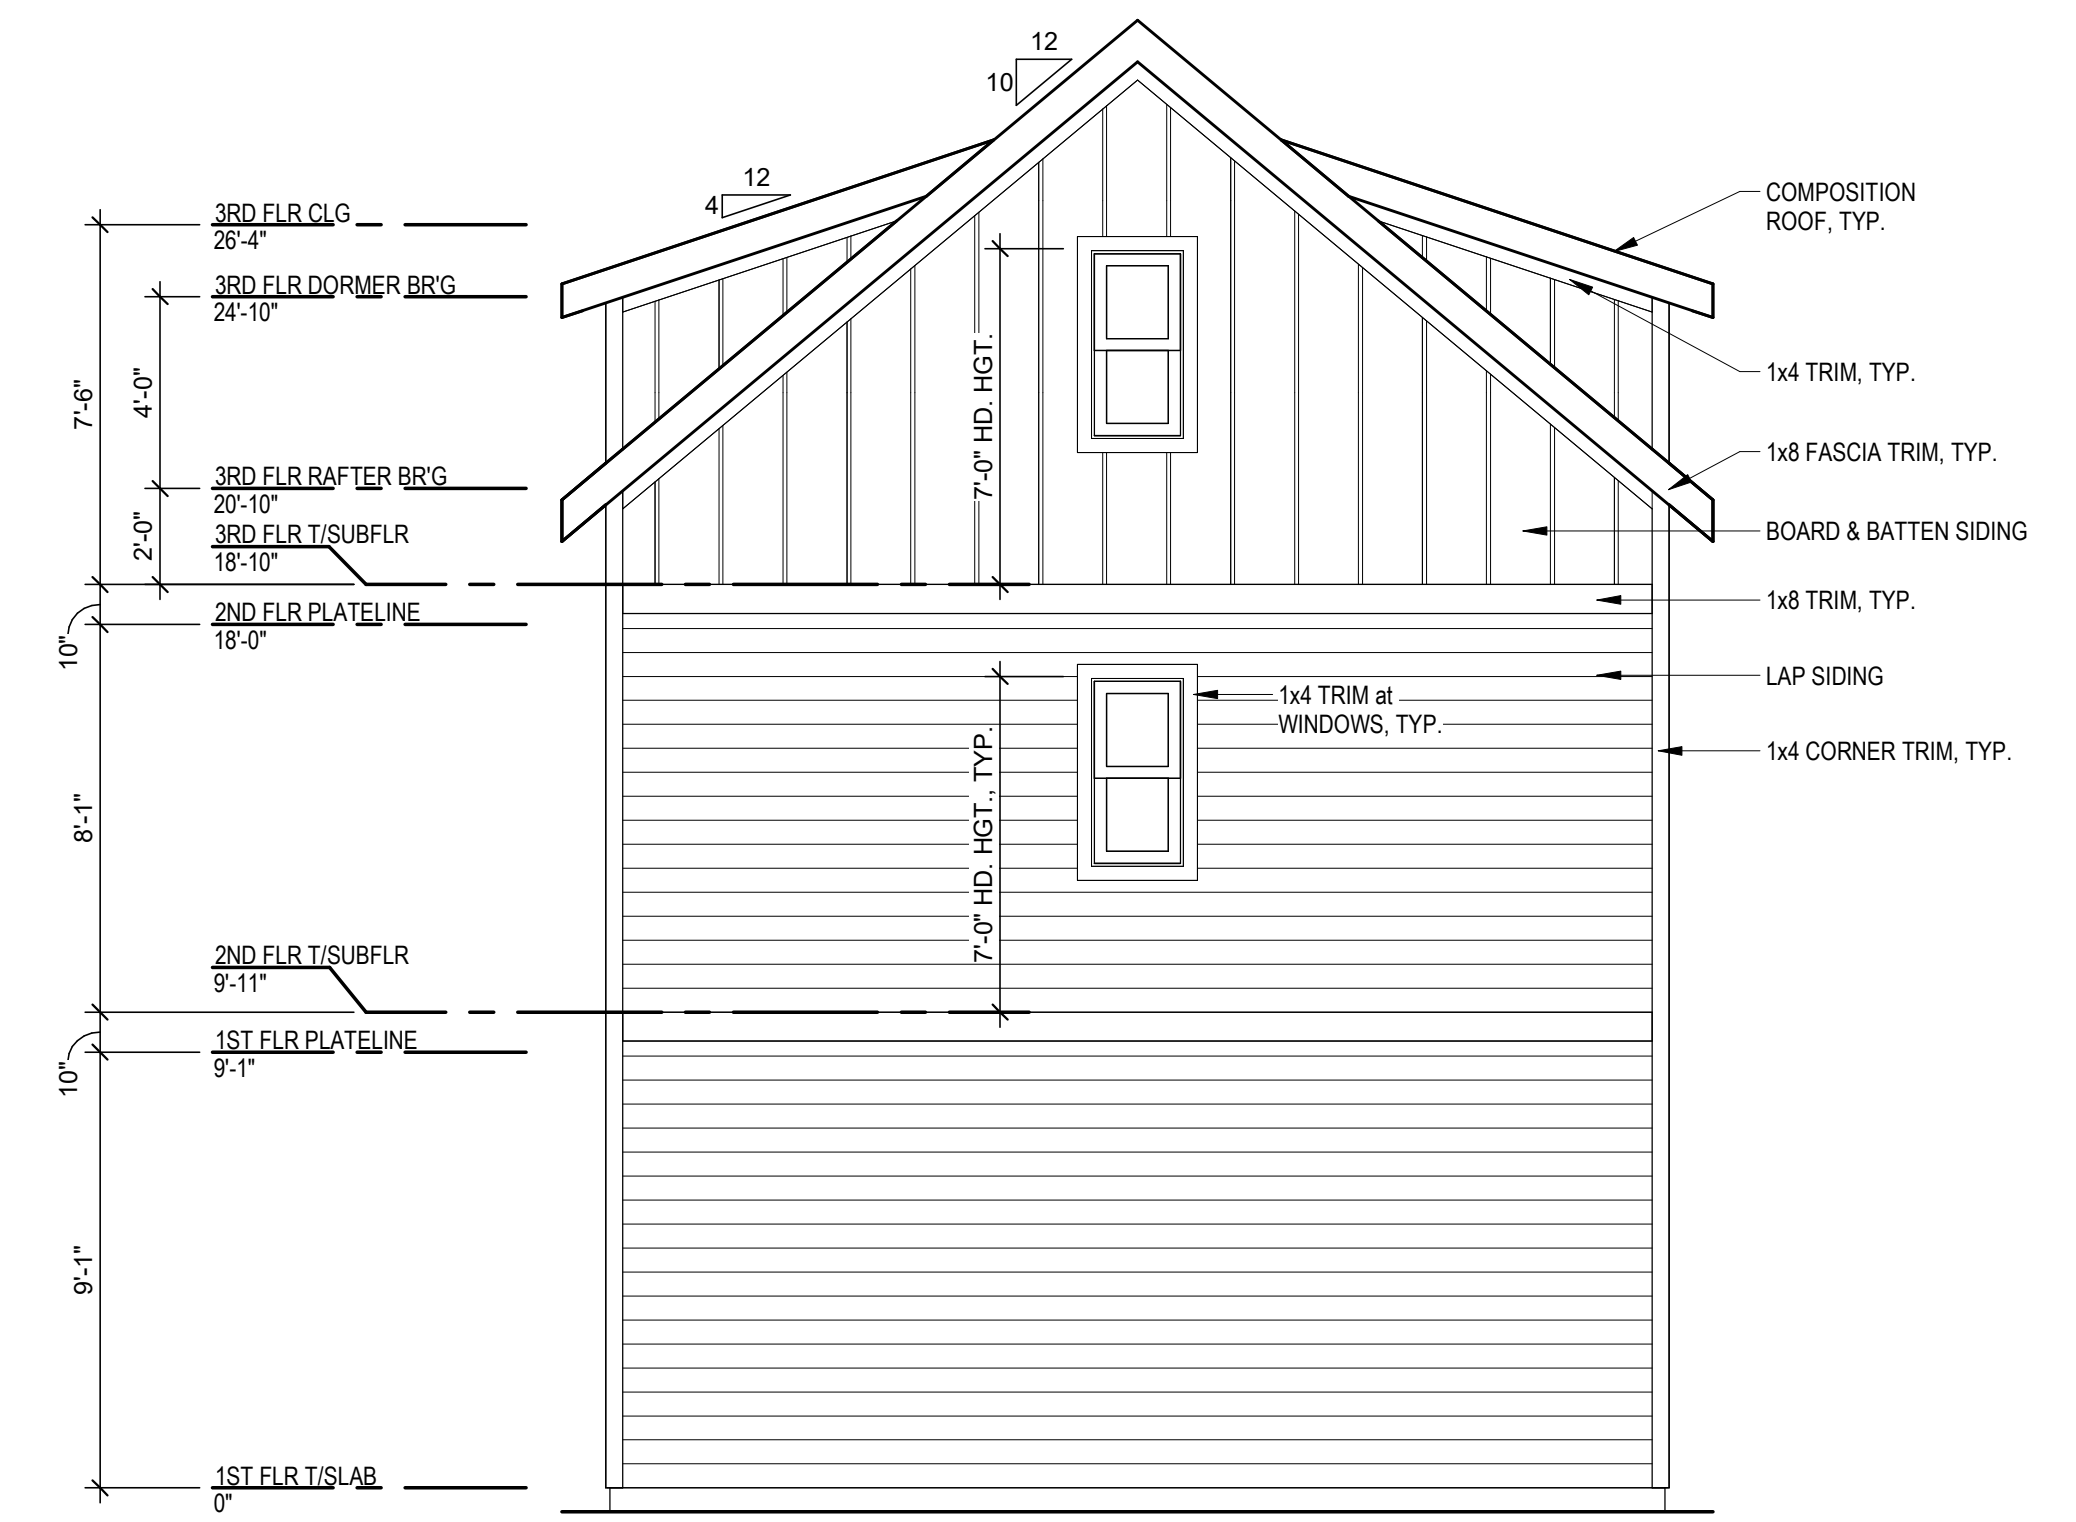 12
10
12
4
3RD FLR CLG
26'-4"
3RD FLR DORMER BR'G
24'-10"
3RD FLR RAFTER BR'G
20'-10"
3RD FLR T/SUBFLR
18'-10"
2ND FLR PLATELINE
18'-0"
2ND FLR T/SUBFLR
9'-11"
1ST FLR PLATELINE
9'-1"
1ST FLR T/SLAB
0"
7'-6"
4'-0"
2'-0"
10"
8'-1"
10"
9'-1"
7'-0" HD. HGT.
7'-0" HD. HGT., TYP.
1x4 TRIM at
WINDOWS, TYP.
COMPOSITION
ROOF, TYP.
1x4 TRIM, TYP.
1x8 FASCIA TRIM, TYP.
BOARD & BATTEN SIDING
1x8 TRIM, TYP.
LAP SIDING
1x4 CORNER TRIM, TYP.